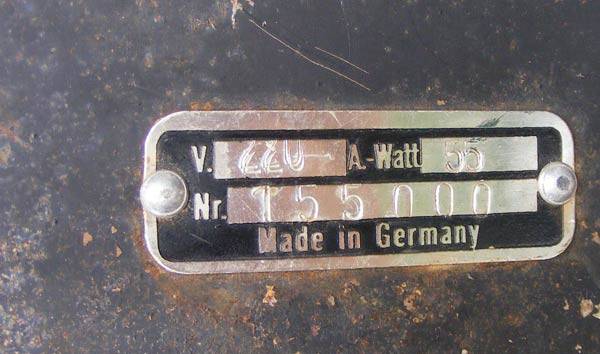 V. 220~ A.-Watt 55
Nr. 155000
Made in Germany